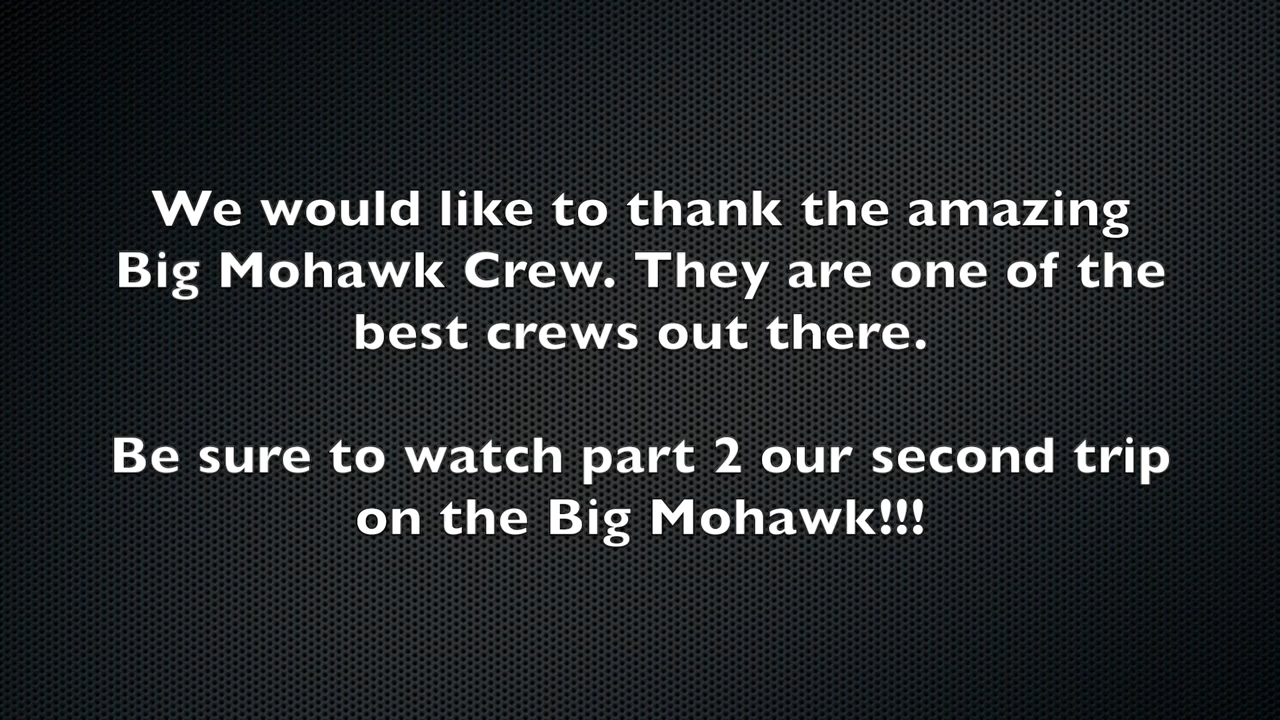 We would like to thank the amazing
Big Mohawk Crew. They are one of the
best crews out there.
Be sure to watch part 2 our second trip
on the Big Mohawk!!!